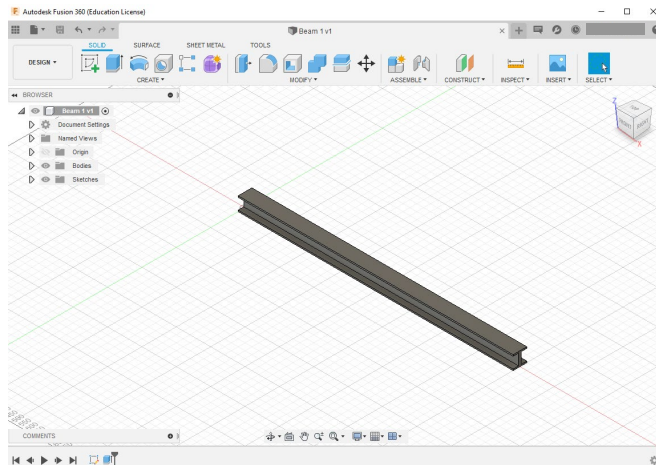 Autodesk Fusion 360 (Education License)
Beam 1 v1
SOLID SURFACE SHEET METAL TOOLS
DESIGN
CREATE MODIFY ASSEMBLE CONSTRUCT INSPECT INSERT SELECT
BROWSER
Beam 1 v1
Document Settings
Named Views
Origin
Bodies
Sketches
TOP
Z
X
COMMENTS